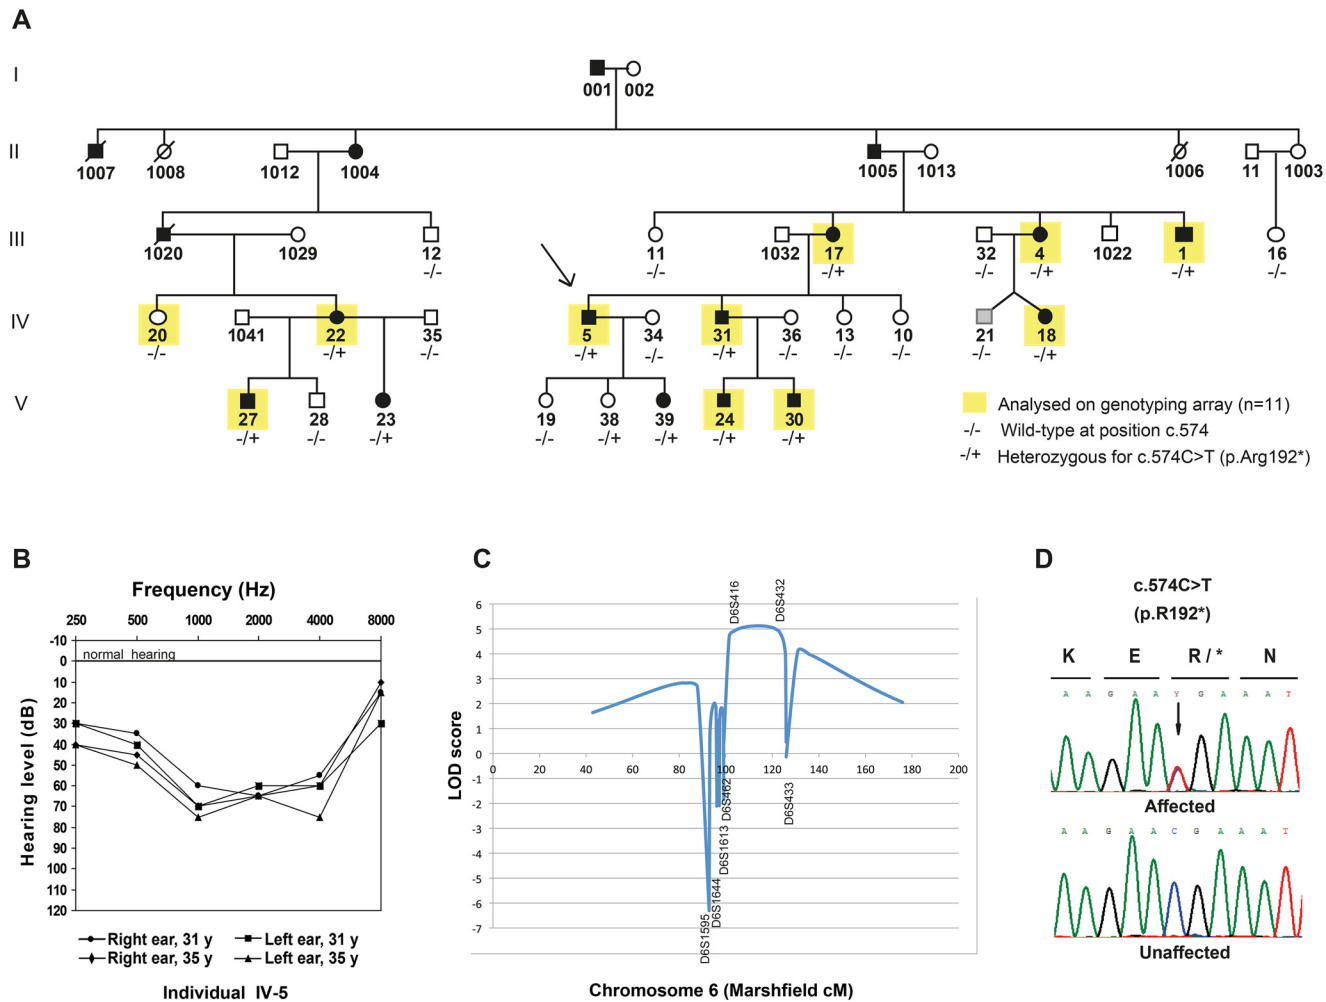 A
I
001 002
II
1007 1008 1012 1004 1005 1013 1006 11 1003
III
1020 1029 12 11 1032 17 32 4 1022 1 16
-/- -/- -/+ -/- -/+ -/+ -/-
IV
20 1041 22 35 5 34 31 36 13 10 21 18
-/- -/+ -/- -/+ -/- -/+ -/- -/- -/- -/- -/+
V
27 28 23 19 38 39 24 30
-/+ -/- -/+ -/- -/+ -/+ -/+ -/+
Analysed on genotyping array (n=11)
-/- Wild-type at position c.574
-/+ Heterozygous for c.574C>T (p.Arg192*)
B
Frequency (Hz)
250 500 1000 2000 4000 8000
-10
0
10
20
30
40
50
60
70
80
90
100
110
120
normal hearing
Hearing level (dB)
Right ear, 31 y Left ear, 31 y
Right ear, 35 y Left ear, 35 y
Individual IV-5
C
D6S416
D6S432
6
5
4
3
2
1
0
-1
-2
-3
-4
-5
-6
-7
LOD score
0 20 40 60 80 100 120 140 160 180 200
D6S1595
D6S1644
D6S1613
D6S462
D6S433
Chromosome 6 (Marshfield cM)
D
c.574C>T
(p.R192*)
K E R / * N
A A G A A Y G A A A T
Affected
A A G A A C G A A A T
Unaffected